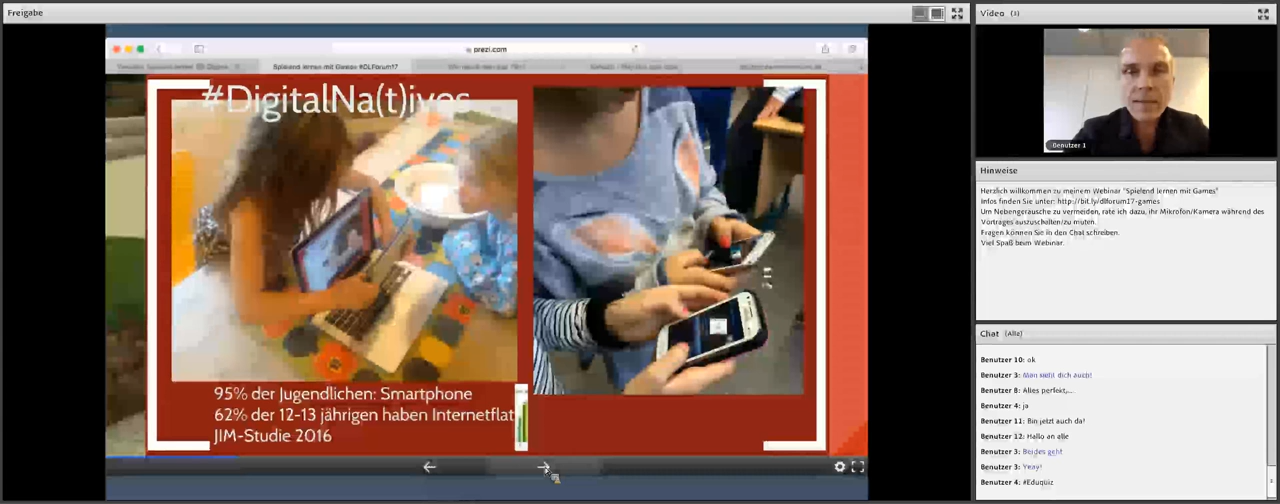 Freigabe
prezi.com
Spielend lernen mit Games #DLForum17
#DigitalNa(t)ives
95% der Jugendlichen: Smartphone
62% der 12-13 jährigen haben Internetflat
JIM-Studie 2016
Video
Benutzer 1
Hinweise
Herzlich willkommen zu meinem Webinar "Spielend lernen mit Games"
Infos finden Sie unter: http://bit.ly/dlforum17-games
Um Nebengeräusche zu vermeiden, rate ich dazu, ihr Mikrofon/Kamera während des
Vortrages auszuschalten/zu muten.
Fragen können Sie in den Chat schreiben.
Viel Spaß beim Webinar.
Chat (Alle)
Benutzer 10: ok
Benutzer 3: Man sieht dich auch!
Benutzer 8: Alles perfekt,...
Benutzer 4: ja
Benutzer 11: Bin jetzt auch da!
Benutzer 12: Hallo an alle
Benutzer 3: Beides geht!
Benutzer 3: Yeay!
Benutzer 4: #Eduquiz